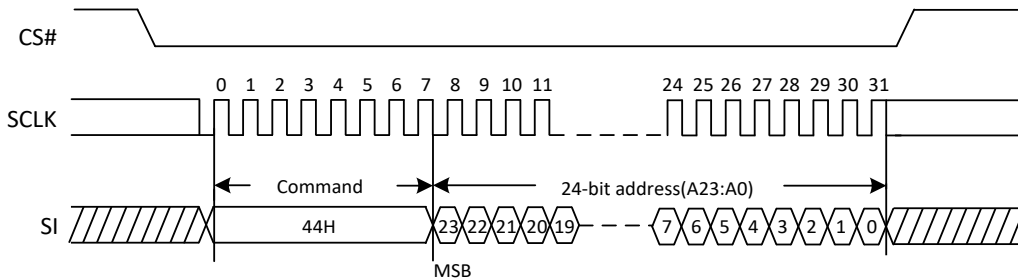 CS#
0 1 2 3 4 5 6 7 8 9 10 11 24 25 26 27 28 29 30 31
SCLK
Command 24-bit address(A23:A0)
SI 44H 23 22 21 20 19 7 6 5 4 3 2 1 0
MSB